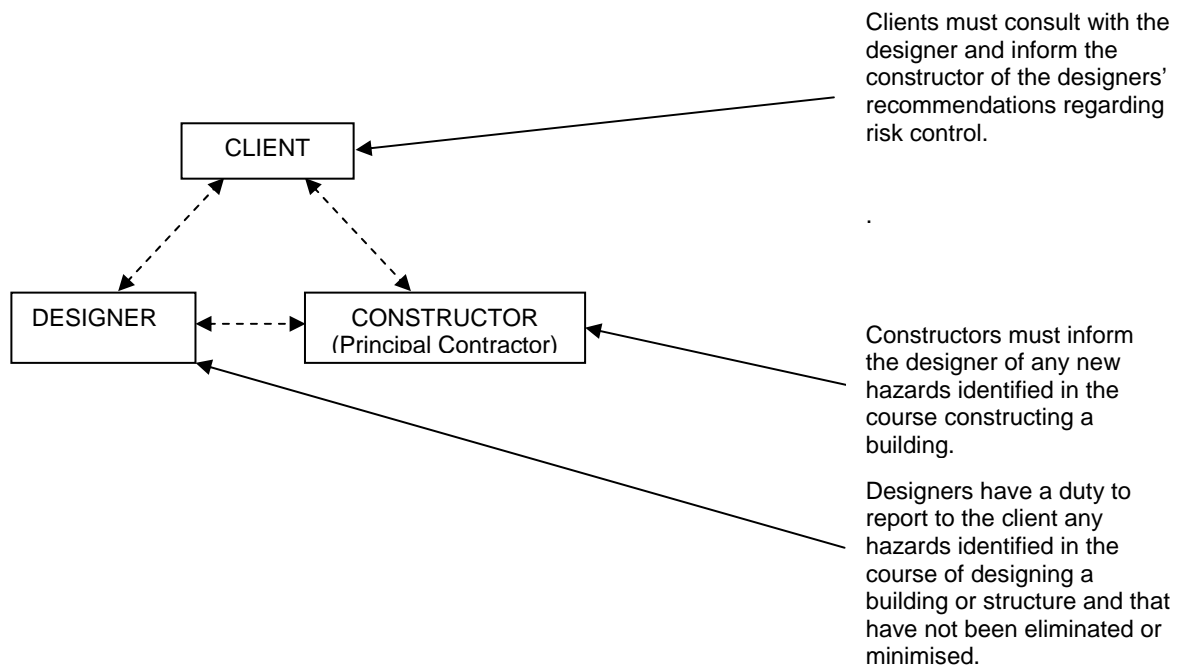 Clients must consult with the
designer and inform the
constructor of the designers’
recommendations regarding
risk control.
CLIENT
.
DESIGNER
CONSTRUCTOR
(Principal Contractor)
Constructors must inform
the designer of any new
hazards identified in the
course constructing a
building.
Designers have a duty to
report to the client any
hazards identified in the
course of designing a
building or structure and that
have not been eliminated or
minimised.